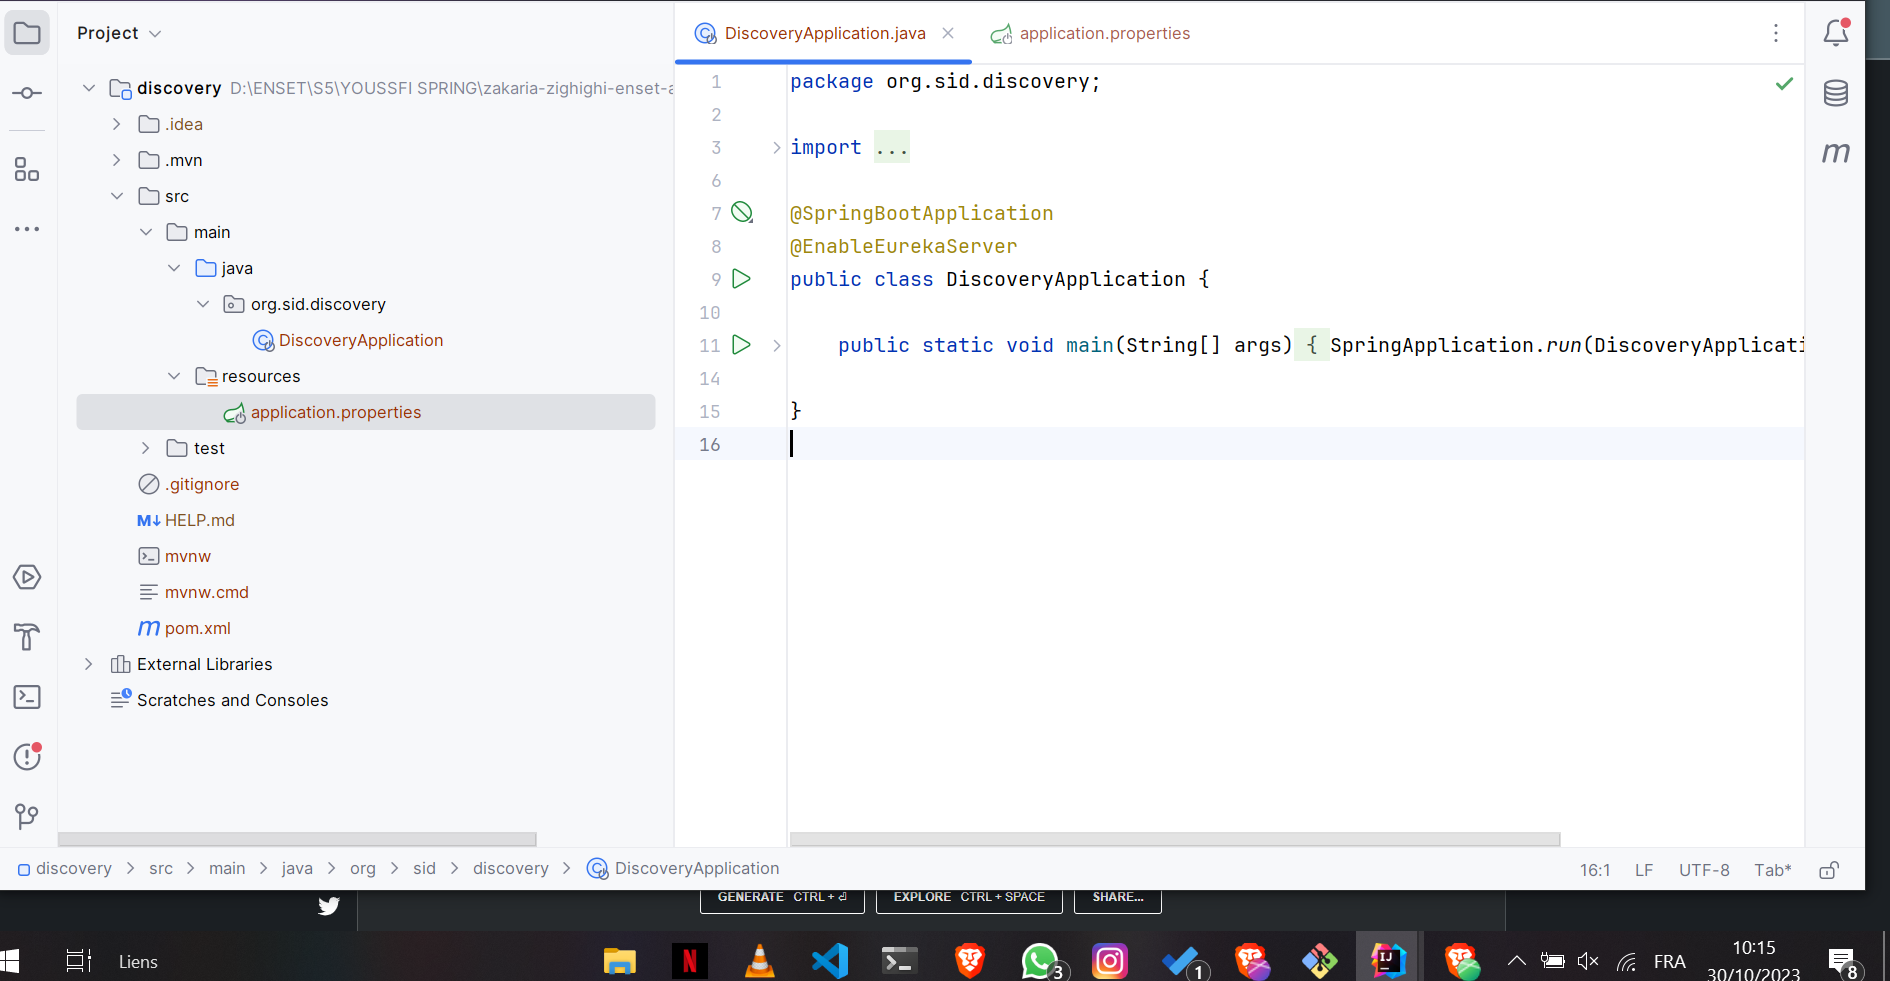 Project
discovery D:\ENSET\S5\YOUSSFI SPRING\zakaria-zighighi-enset-a
.idea
.mvn
src
main
java
org.sid.discovery
DiscoveryApplication
resources
application.properties
test
.gitignore
M↓ HELP.md
mvnw
mvnw.cmd
m pom.xml
External Libraries
Scratches and Consoles
DiscoveryApplication.java
application.properties
1 package org.sid.discovery;
2
3 import ...
6
7 @SpringBootApplication
8 @EnableEurekaServer
9 public class DiscoveryApplication {
10
11 public static void main(String[] args) { SpringApplication.run(DiscoveryApplicati
14
15 }
16
m
discovery > src > main > java > org > sid > discovery > DiscoveryApplication
16:1 LF UTF-8 Tab*
GENERATE CTRL + ⏎ EXPLORE CTRL + SPACE SHARE...
Liens
N
3
1
IJ
FRA
10:15
30/10/2023
8